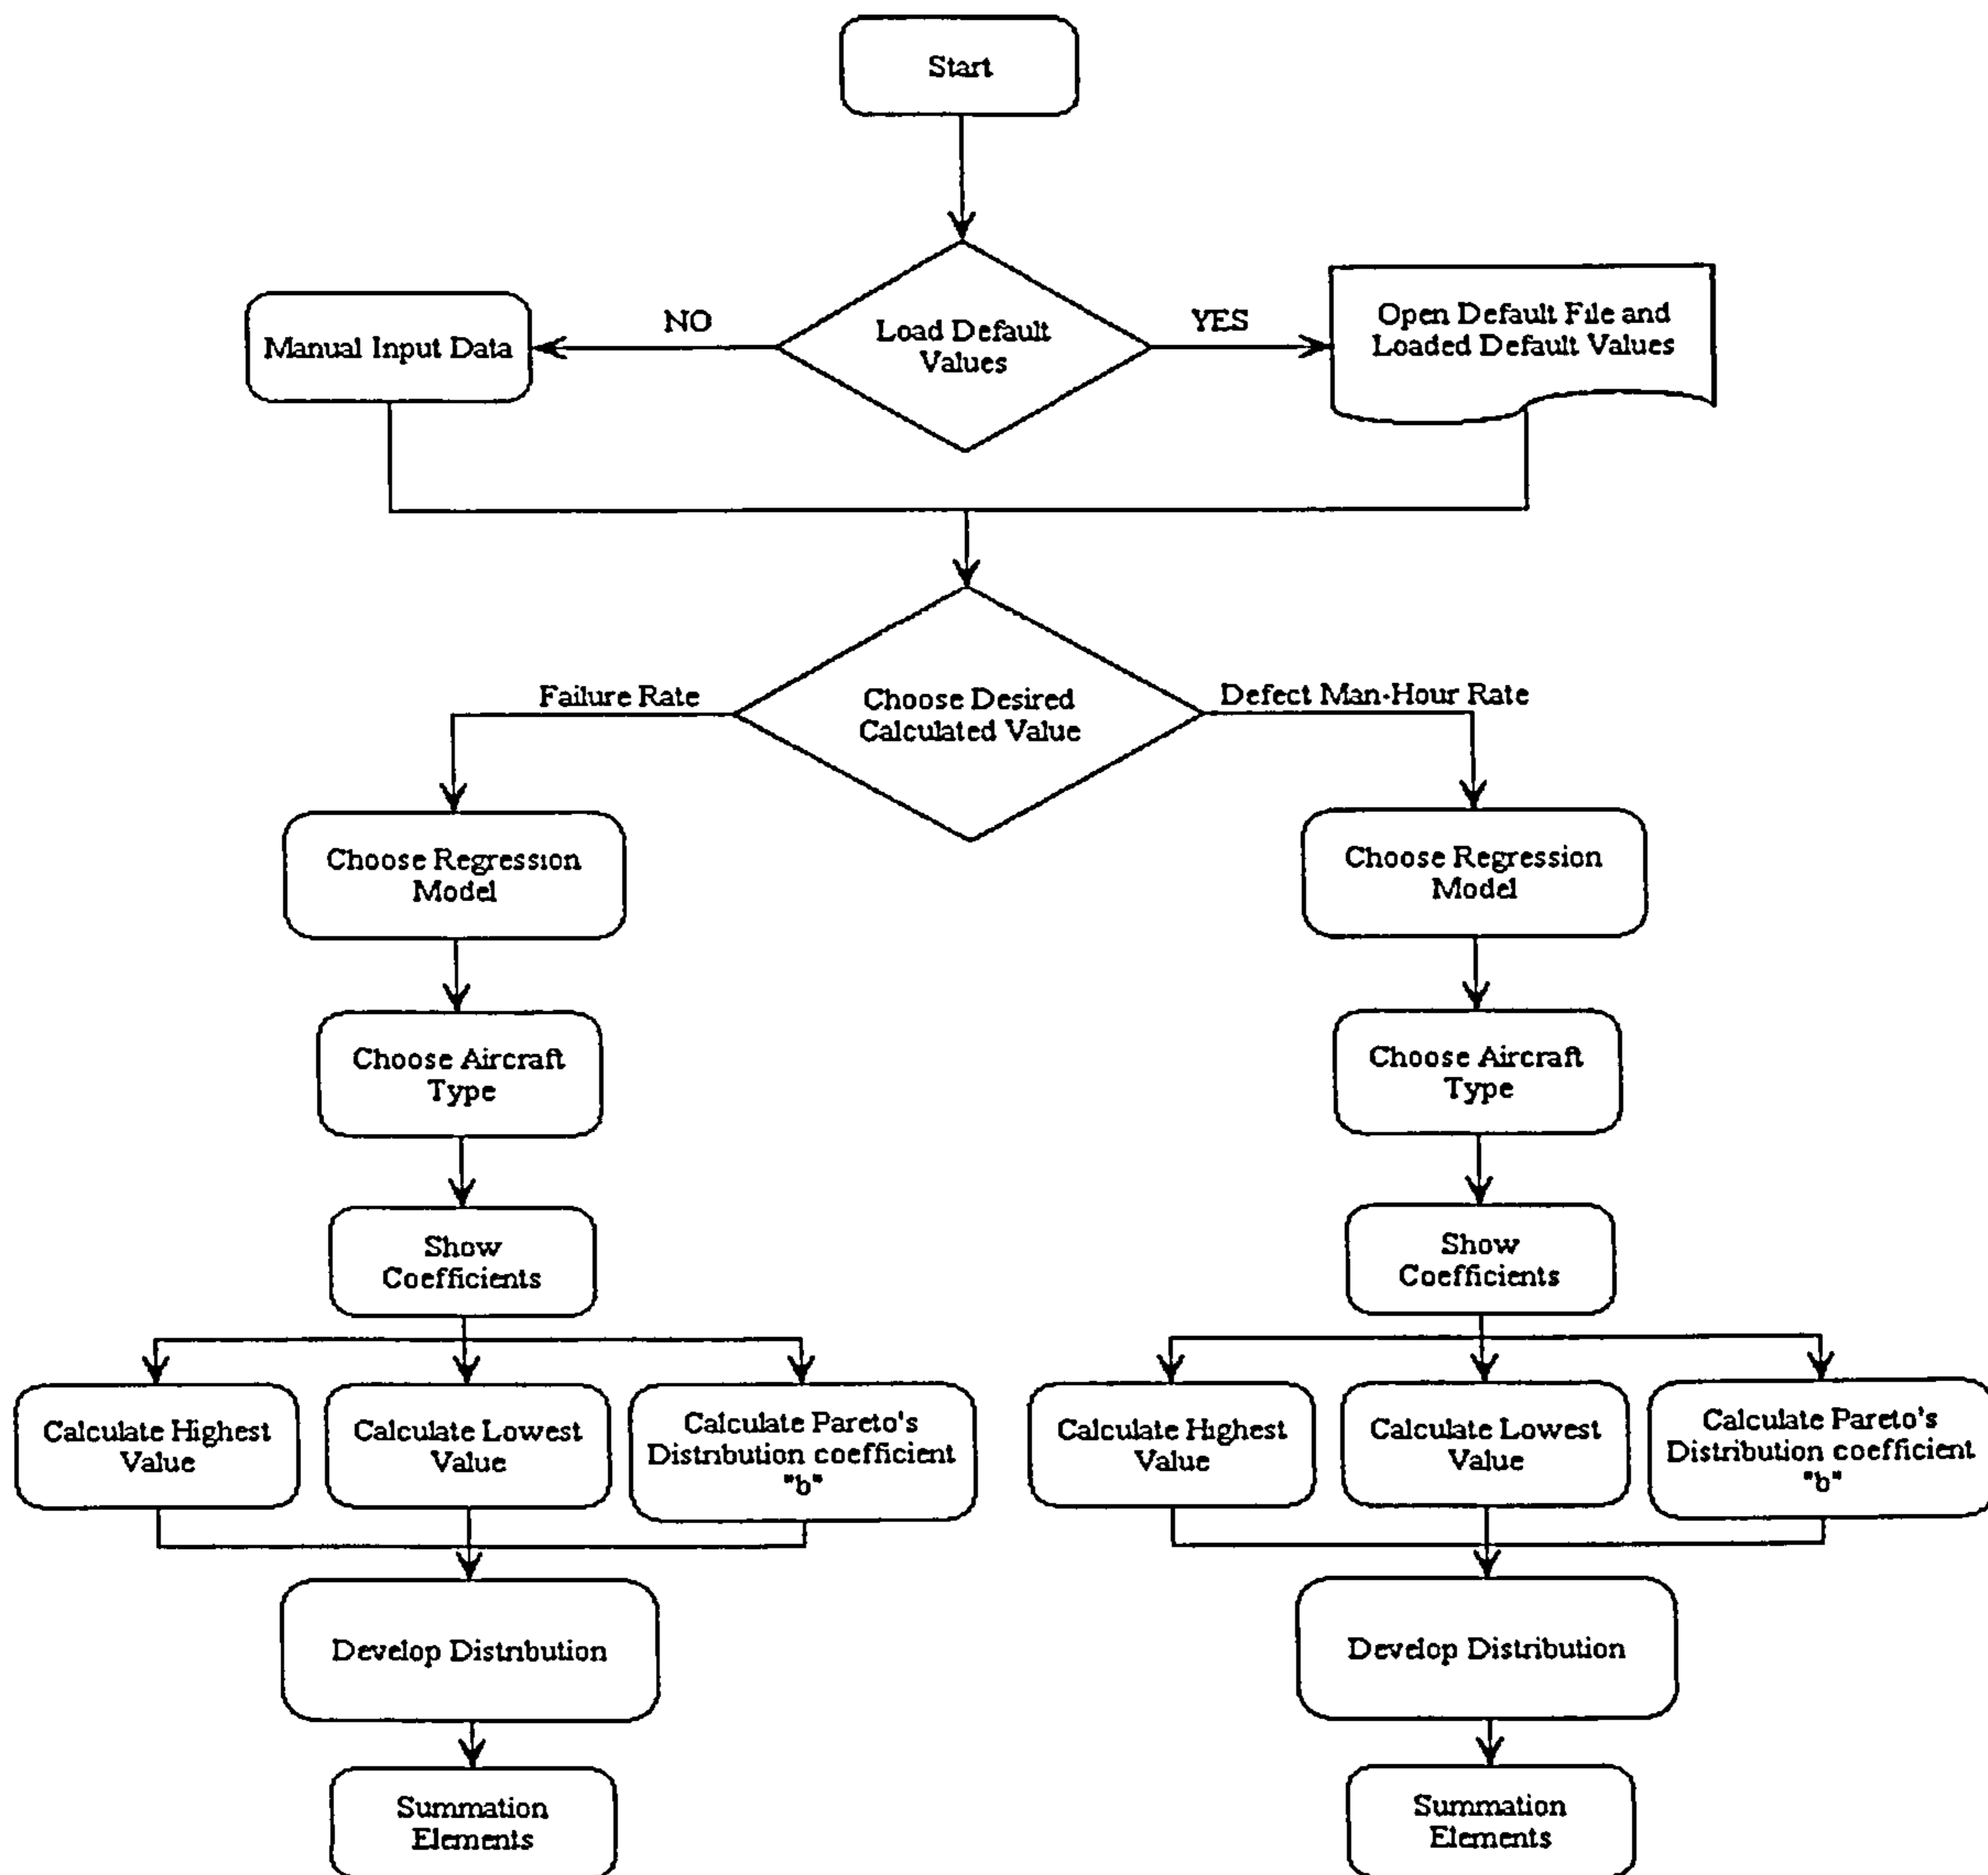 Start
Load Default
Values
NO
YES
Manual Input Data
Open Default File and
Loaded Default Values
Choose Desired
Calculated Value
Failure Rate
Defect Man-Hour Rate
Choose Regression
Model
Choose Regression
Model
Choose Aircraft
Type
Choose Aircraft
Type
Show
Coefficients
Show
Coefficients
Calculate Highest
Value
Calculate Lowest
Value
Calculate Pareto's
Distribution coefficient
"b"
Calculate Highest
Value
Calculate Lowest
Value
Calculate Pareto's
Distribution coefficient
"b"
Develop Distribution
Develop Distribution
Summation
Elements
Summation
Elements